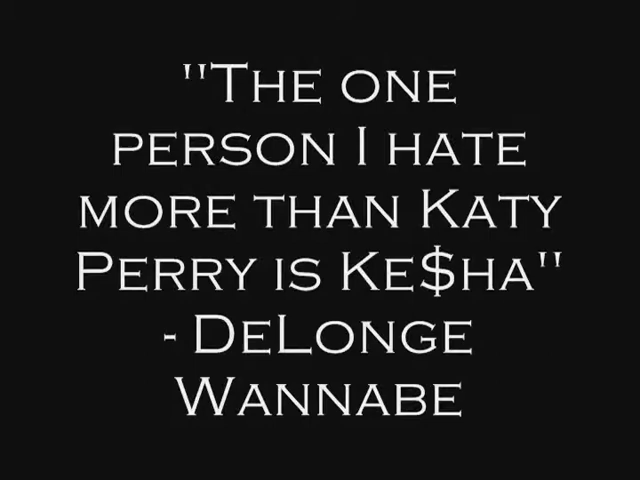 "The one
person I hate
more than Katy
Perry is Ke$ha"
- DeLonge
Wannabe